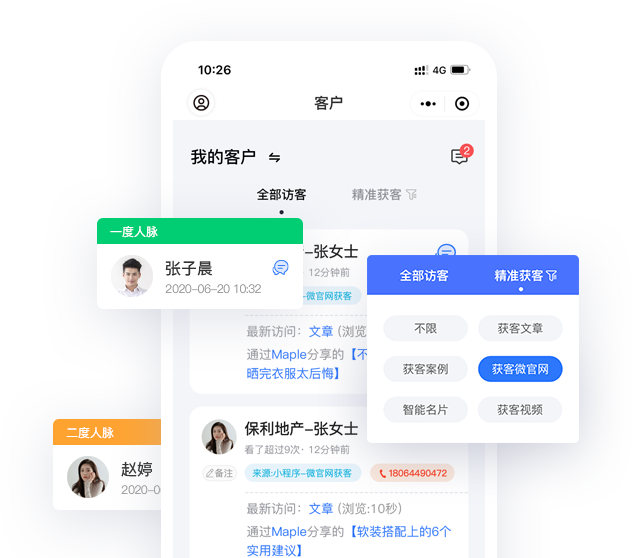 10:26
4G
客户
我的客户
2
全部访客
精准获客
一度人脉
张子晨
2020-06-20 10:32
产-张女士
12分钟前
微官网获客
最新访问：文章 (浏览
通过Maple分享的【不
晒完衣服太后悔】
全部访客
精准获客
不限
获客文章
获客案例
获客微官网
智能名片
获客视频
二度人脉
赵婷
2020-0
保利地产-张女士
看了超过9次 · 12分钟前
备注
来源:小程序-微官网获客
18064490472
最新访问：文章 (浏览:10秒)
通过Maple分享的【软装搭配上的6个
实用建议】